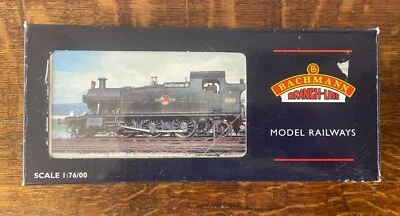 B
BACHMANN
BRANCH-LINE
MODEL RAILWAYS
SCALE 1:76/00